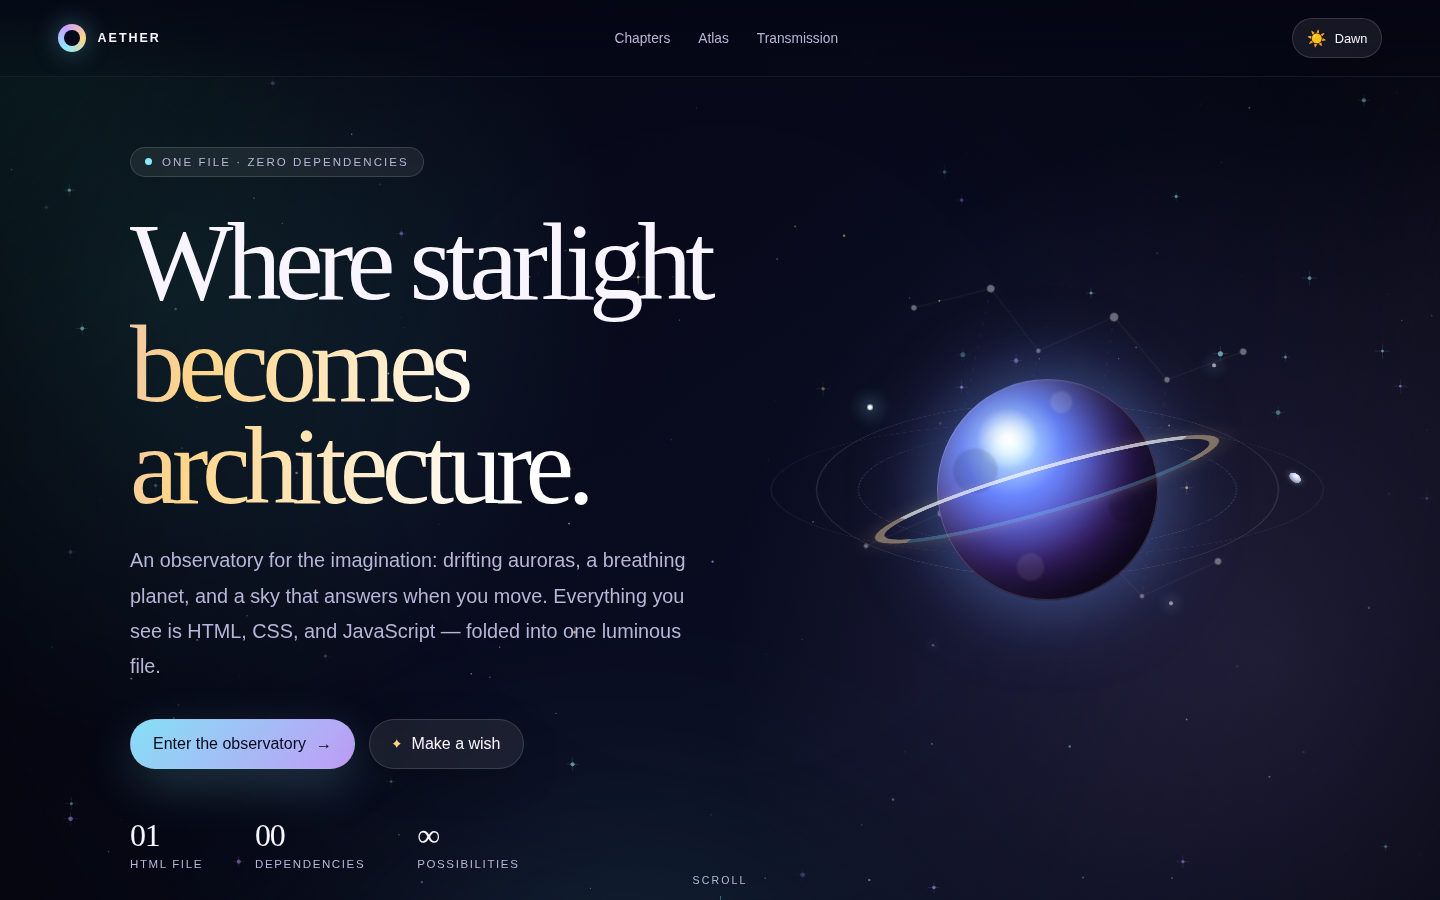 AETHER
Chapters Atlas Transmission
Dawn
ONE FILE · ZERO DEPENDENCIES
Where starlight
becomes
architecture.
An observatory for the imagination: drifting auroras, a breathing
planet, and a sky that answers when you move. Everything you
see is HTML, CSS, and JavaScript — folded into one luminous
file.
Enter the observatory →
✦ Make a wish
01 00 ∞
HTML FILE DEPENDENCIES POSSIBILITIES
SCROLL